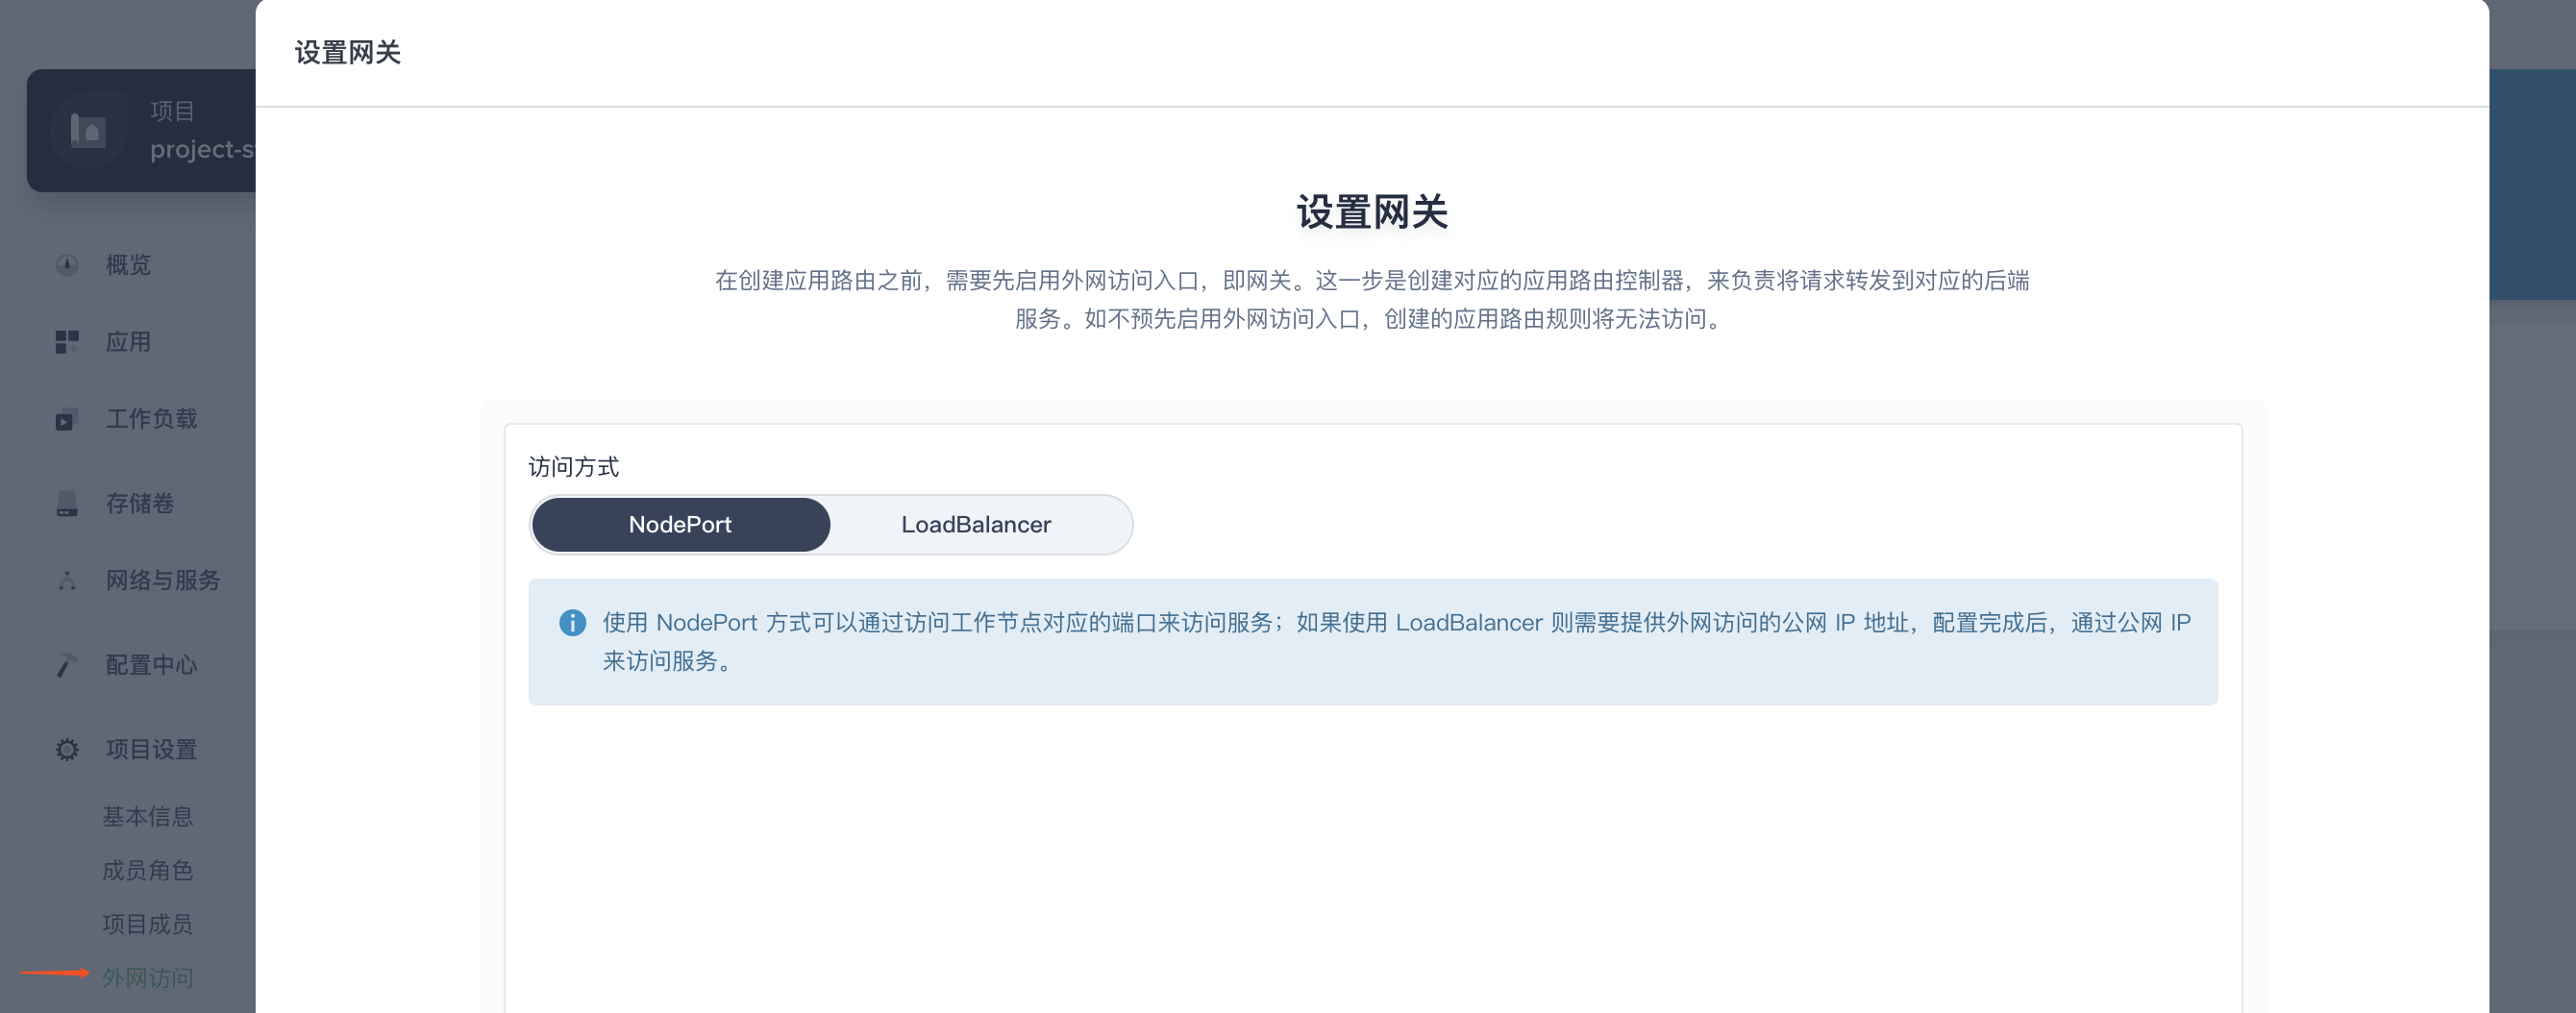 设置网关
项目
project-s
概览
应用
工作负载
存储卷
网络与服务
配置中心
项目设置
基本信息
成员角色
项目成员
外网访问
设置网关
在创建应用路由之前，需要先启用外网访问入口，即网关。这一步是创建对应的应用路由控制器，来负责将请求转发到对应的后端
服务。如不预先启用外网访问入口，创建的应用路由规则将无法访问。
访问方式
NodePort
LoadBalancer
使用 NodePort 方式可以通过访问工作节点对应的端口来访问服务；如果使用 LoadBalancer 则需要提供外网访问的公网 IP 地址，配置完成后，通过公网 IP
来访问服务。